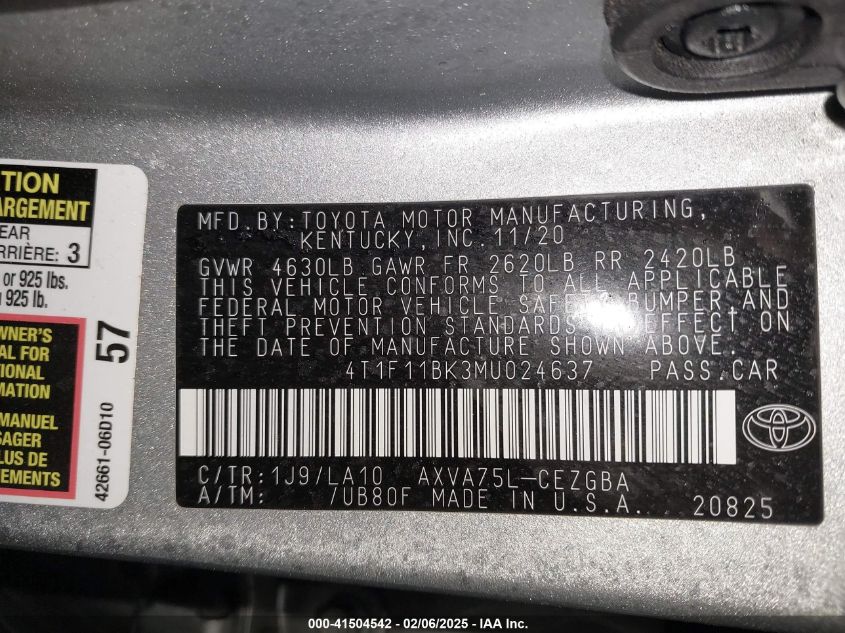 TION
ARGEMENT
EAR
RRIÈRE: 3
or 925 lbs.
925 lb.
WNER'S
AL FOR
TIONAL
RMATION
MANUEL
SAGER
LUS DE
EMENTS
57
42661-06D10
MFD.BY:TOYOTA MOTOR MANUFACTURING,
KENTUCKY,INC.11/20
GVWR 4630LB GAWR FR 2620LB RR 2420LB
THIS VEHICLE CONFORMS TO ALL APPLICABLE
FEDERAL MOTOR VEHICLE SAFETY BUMPER AND
THEFT PREVENTION STANDARDS IN EFFECT ON
THE DATE OF MANUFACTURE SHOWN ABOVE.
4T1F11BK3MU024637 PASS.CAR
C/TR:1J9/LA10 AXVA75L-CEZGBA
A/TM: /UB80F MADE IN U.S.A. 20825
000-41504542 - 02/06/2025 - IAA Inc.